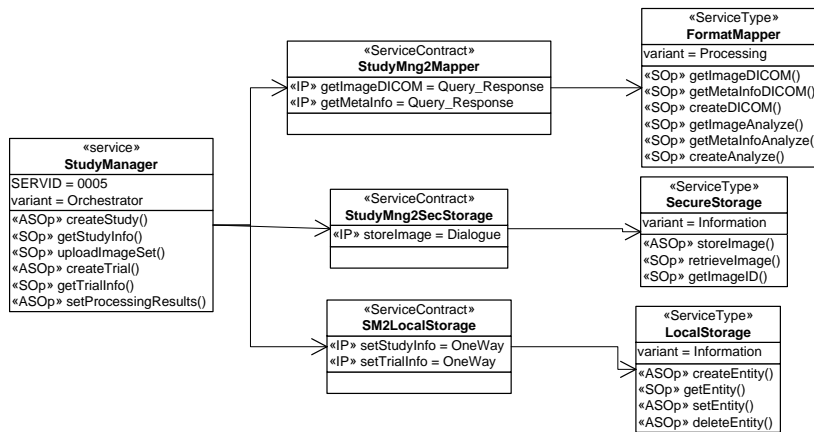 «service»
StudyManager
SERVID = 0005
variant = Orchestrator
«ASOp» createStudy()
«SOp» getStudyInfo()
«SOp» uploadImageSet()
«ASOp» createTrial()
«SOp» getTrialInfo()
«ASOp» setProcessingResults()
«ServiceContract»
StudyMng2Mapper
«IP» getImageDICOM = Query_Response
«IP» getMetaInfo = Query_Response
«ServiceContract»
StudyMng2SecStorage
«IP» storeImage = Dialogue
«ServiceContract»
SM2LocalStorage
«IP» setStudyInfo = OneWay
«IP» setTrialInfo = OneWay
«ServiceType»
FormatMapper
variant = Processing
«SOp» getImageDICOM()
«SOp» getMetaInfoDICOM()
«SOp» createDICOM()
«SOp» getImageAnalyze()
«SOp» getMetaInfoAnalyze()
«SOp» createAnalyze()
«ServiceType»
SecureStorage
variant = Information
«ASOp» storeImage()
«SOp» retrieveImage()
«SOp» getImageID()
«ServiceType»
LocalStorage
variant = Information
«ASOp» createEntity()
«SOp» getEntity()
«ASOp» setEntity()
«ASOp» deleteEntity()